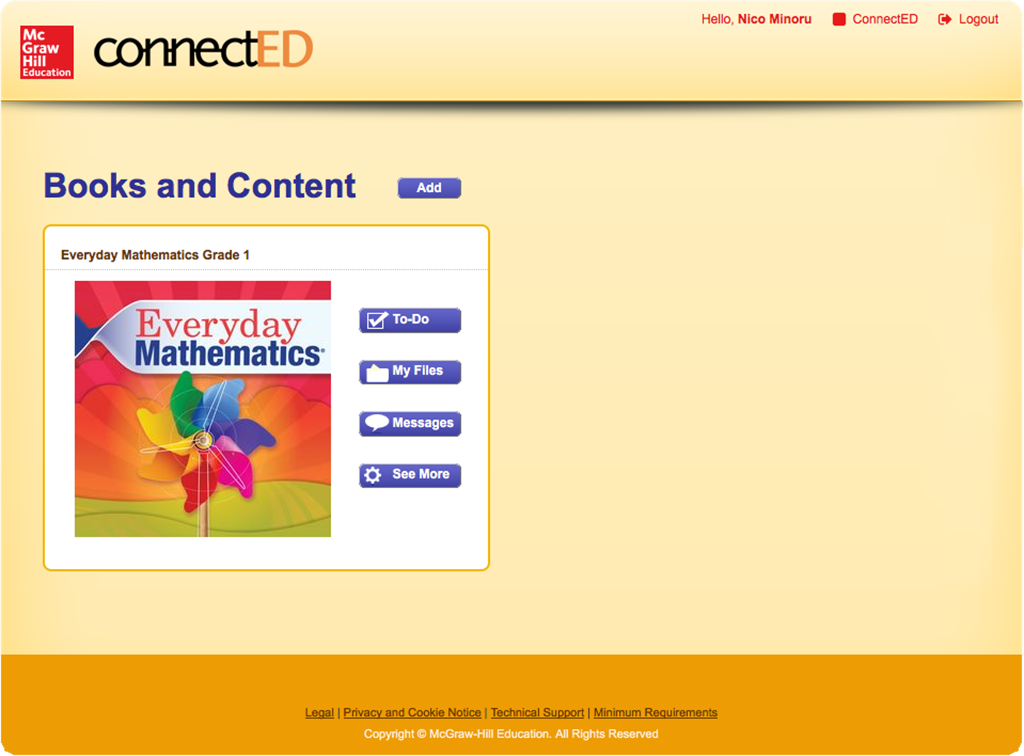 Mc
Graw
Hill
Education
connectED
Hello, Nico Minoru ConnectED Logout
Books and Content Add
Everyday Mathematics Grade 1
Everyday
Mathematics®
To-Do
My Files
Messages
See More
Legal | Privacy and Cookie Notice | Technical Support | Minimum Requirements
Copyright © McGraw-Hill Education. All Rights Reserved